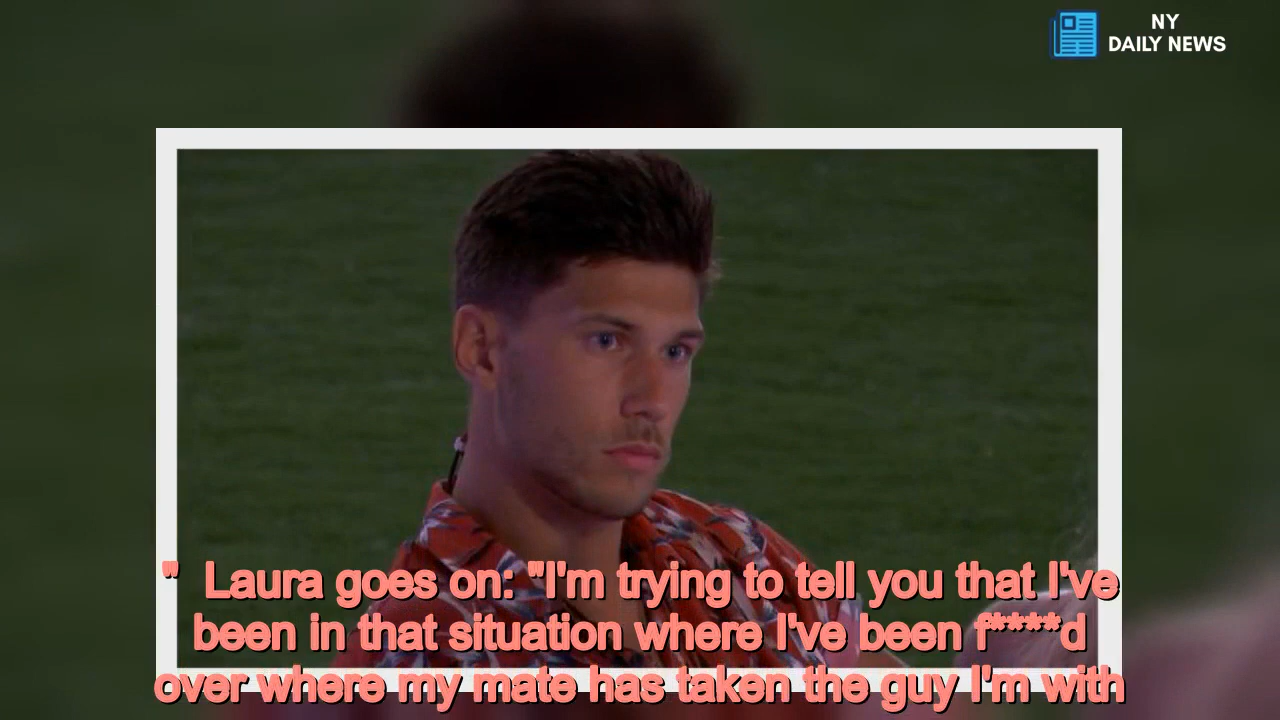 NY
DAILY NEWS
"  Laura goes on: "I'm trying to tell you that I've
been in that situation where I've been f****d
over where my mate has taken the guy I'm with